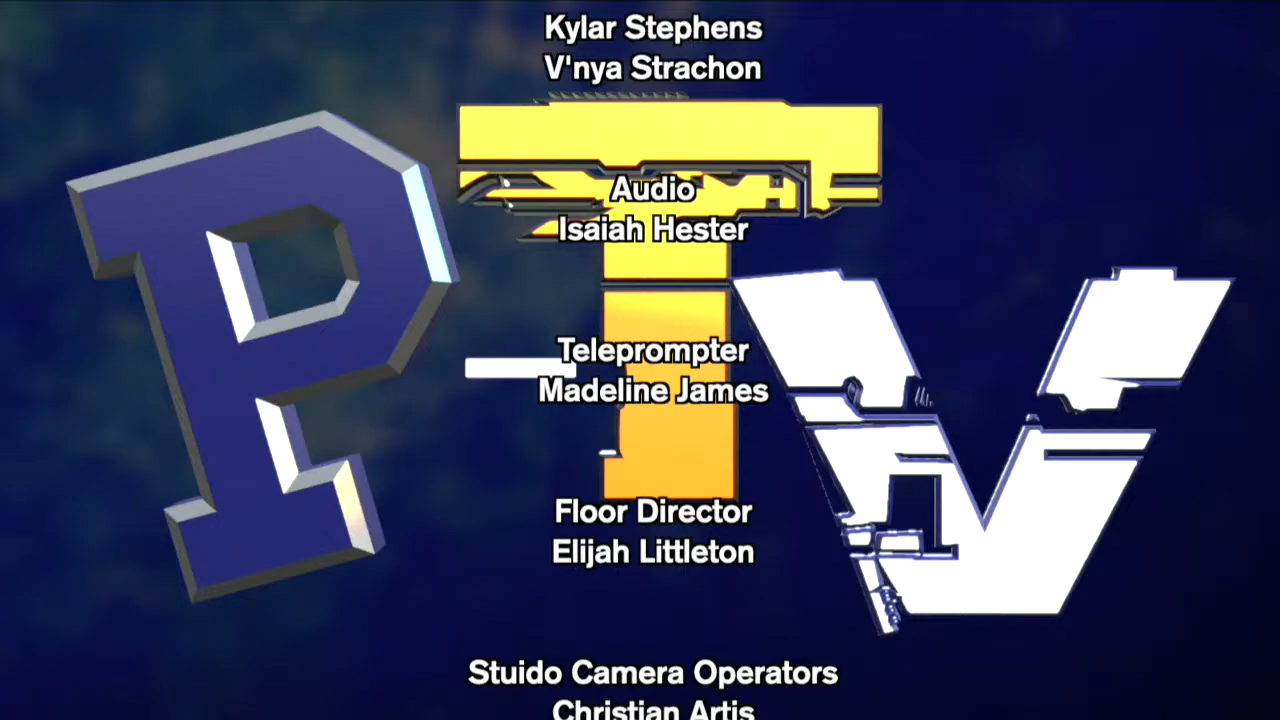 Kylar Stephens
V'nya Strachon
PTV
Audio
Isaiah Hester
Teleprompter
Madeline James
Floor Director
Elijah Littleton
Stuido Camera Operators
Christian Artis